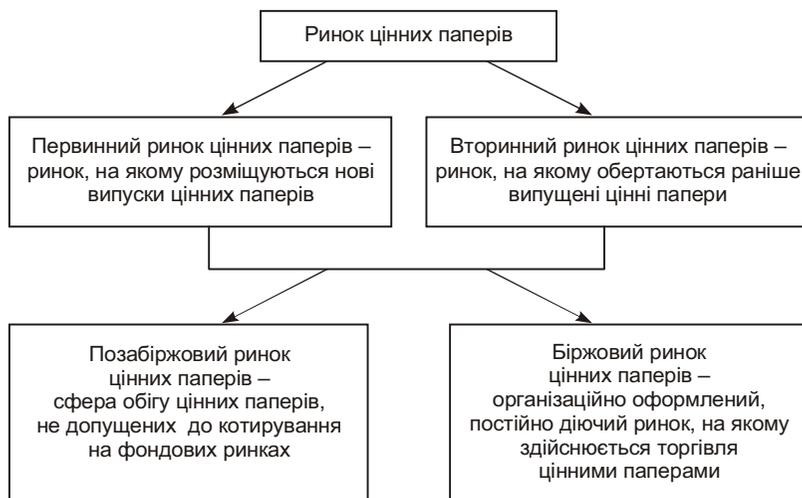 Ринок цінних паперів
Первинний ринок цінних паперів –
ринок, на якому розміщуються нові
випуски цінних паперів
Вторинний ринок цінних паперів –
ринок, на якому обертаються раніше
випущені цінні папери
Позабіржовий ринок
цінних паперів –
сфера обігу цінних паперів,
не допущених до котирування
на фондових ринках
Біржовий ринок
цінних паперів –
організаційно оформлений,
постійно діючий ринок, на якому
здійснюється торгівля
цінними паперами